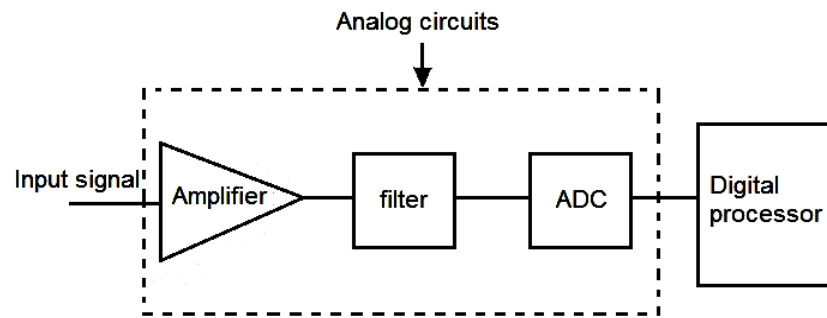 Analog circuits
Input signal
Amplifier
filter
ADC
Digital
processor